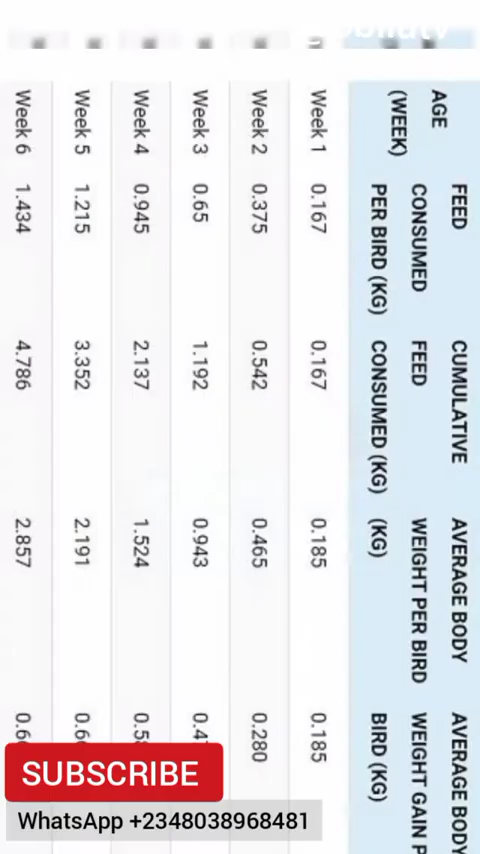 AGE
(WEEK)
FEED
CONSUMED
PER BIRD (KG)
CUMULATIVE
FEED
CONSUMED (KG)
AVERAGE BODY
WEIGHT PER BIRD
(KG)
AVERAGE BODY
WEIGHT GAIN
BIRD (KG)
Week 1 0.167 0.167 0.185 0.185
Week 2 0.375 0.542 0.465 0.280
Week 3 0.65 1.192 0.943
Week 4 0.945 2.137 1.524
Week 5 1.215 3.352 2.191
Week 6 1.434 4.786 2.857
SUBSCRIBE
WhatsApp +2348038968481